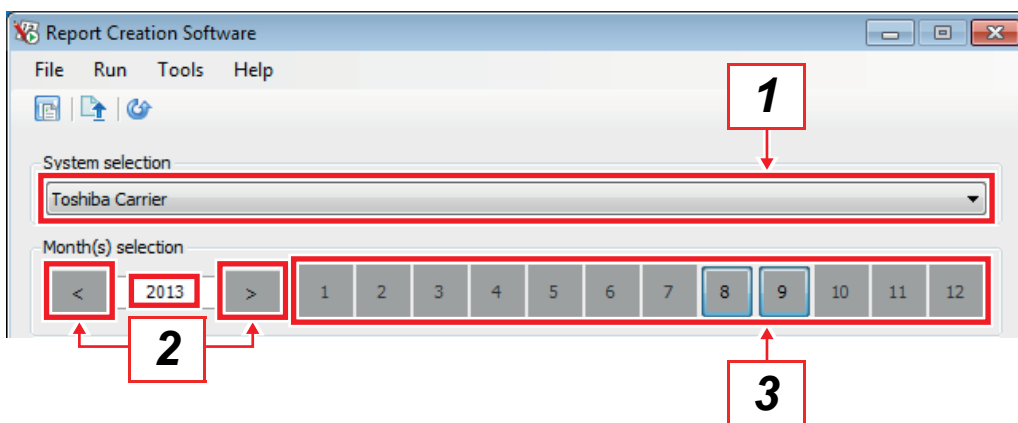 Report Creation Software
File Run Tools Help
1
System selection
Toshiba Carrier
Month(s) selection
< 2013 > 1 2 3 4 5 6 7 8 9 10 11 12
2
3